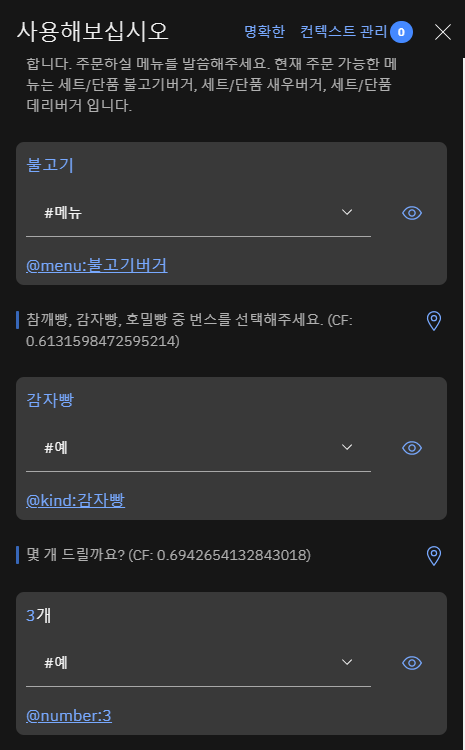 사용해보십시오
명확한 컨텍스트 관리 0
합니다. 주문하실 메뉴를 말씀해주세요. 현재 주문 가능한 메
뉴는 세트/단품 불고기버거, 세트/단품 새우버거, 세트/단품
데리버거 입니다.
불고기
#메뉴
@menu:불고기버거
참깨빵, 감자빵, 호밀빵 중 번스를 선택해주세요. (CF:
0.6131598472595214)
감자빵
#예
@kind:감자빵
몇 개 드릴까요? (CF: 0.6942654132843018)
3개
#예
@number:3